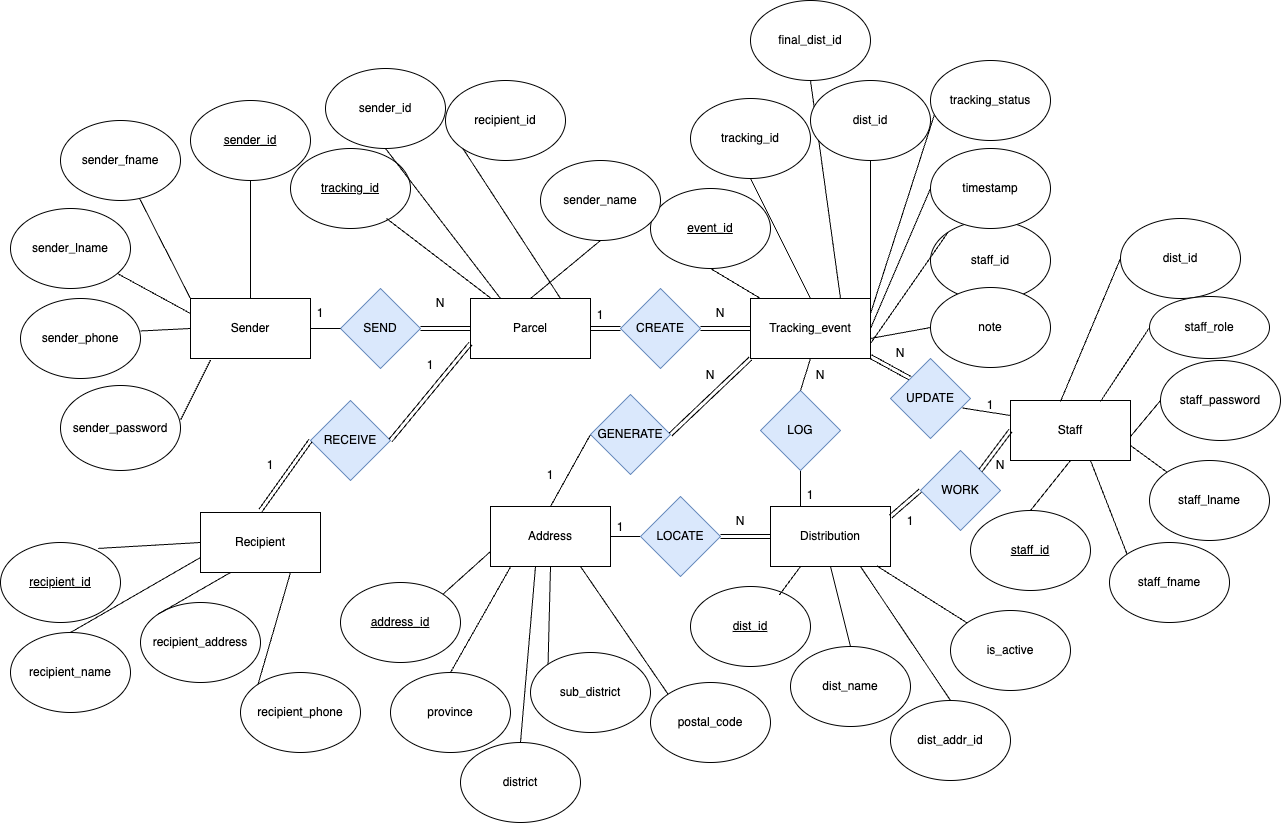 final_dist_id
tracking_status
sender_id
recipient_id
dist_id
tracking_id
sender_id
sender_fname
tracking_id
timestamp
sender_name
event_id
sender_lname
staff_id
dist_id
1
N
1
N
Sender
SEND
Parcel
CREATE
Tracking_event
note
staff_role
sender_phone
N
1
N
N
UPDATE
1
staff_password
sender_password
RECEIVE
GENERATE
LOG
Staff
1
1
N
WORK
staff_lname
1
1
N
1
Recipient
Address
LOCATE
Distribution
staff_id
recipient_id
staff_fname
address_id
dist_id
recipient_address
is_active
recipient_name
dist_name
sub_district
recipient_phone
province
postal_code
dist_addr_id
district